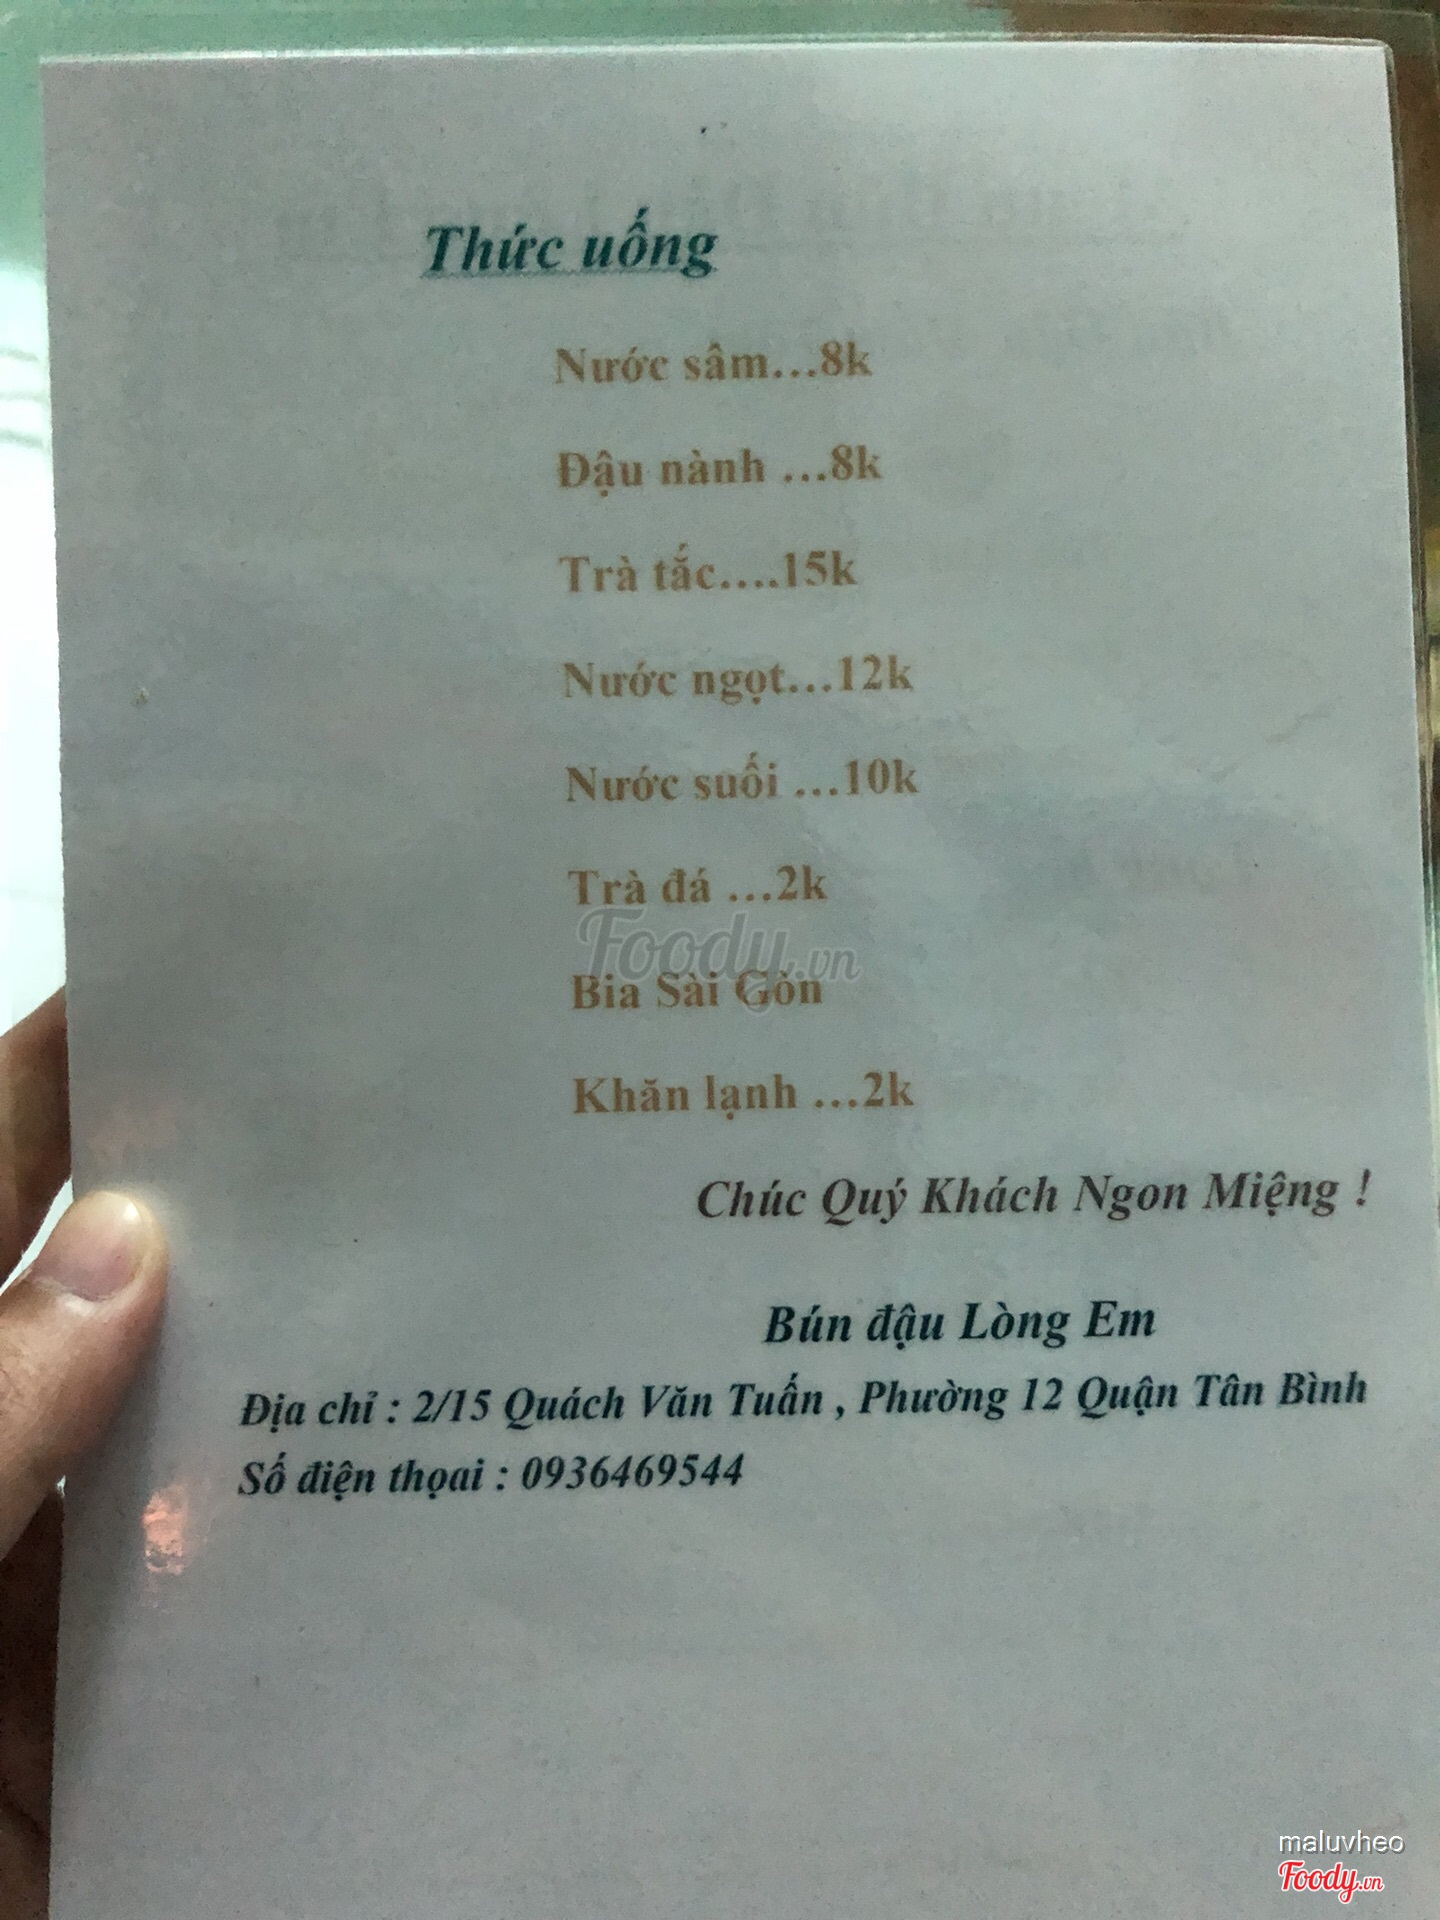 Thức uống
Nước sâm...8k
Đậu nành ...8k
Trà tắc....15k
Nước ngọt...12k
Nước suối ...10k
Trà đá ...2k
Foody.vn
Bia Sài Gòn
Khăn lạnh ...2k
Chúc Quý Khách Ngon Miệng !
Bún đậu Lòng Em
Địa chỉ : 2/15 Quách Văn Tuấn , Phường 12 Quận Tân Bình
Số điện thọai : 0936469544
maluvheo
Foody.vn